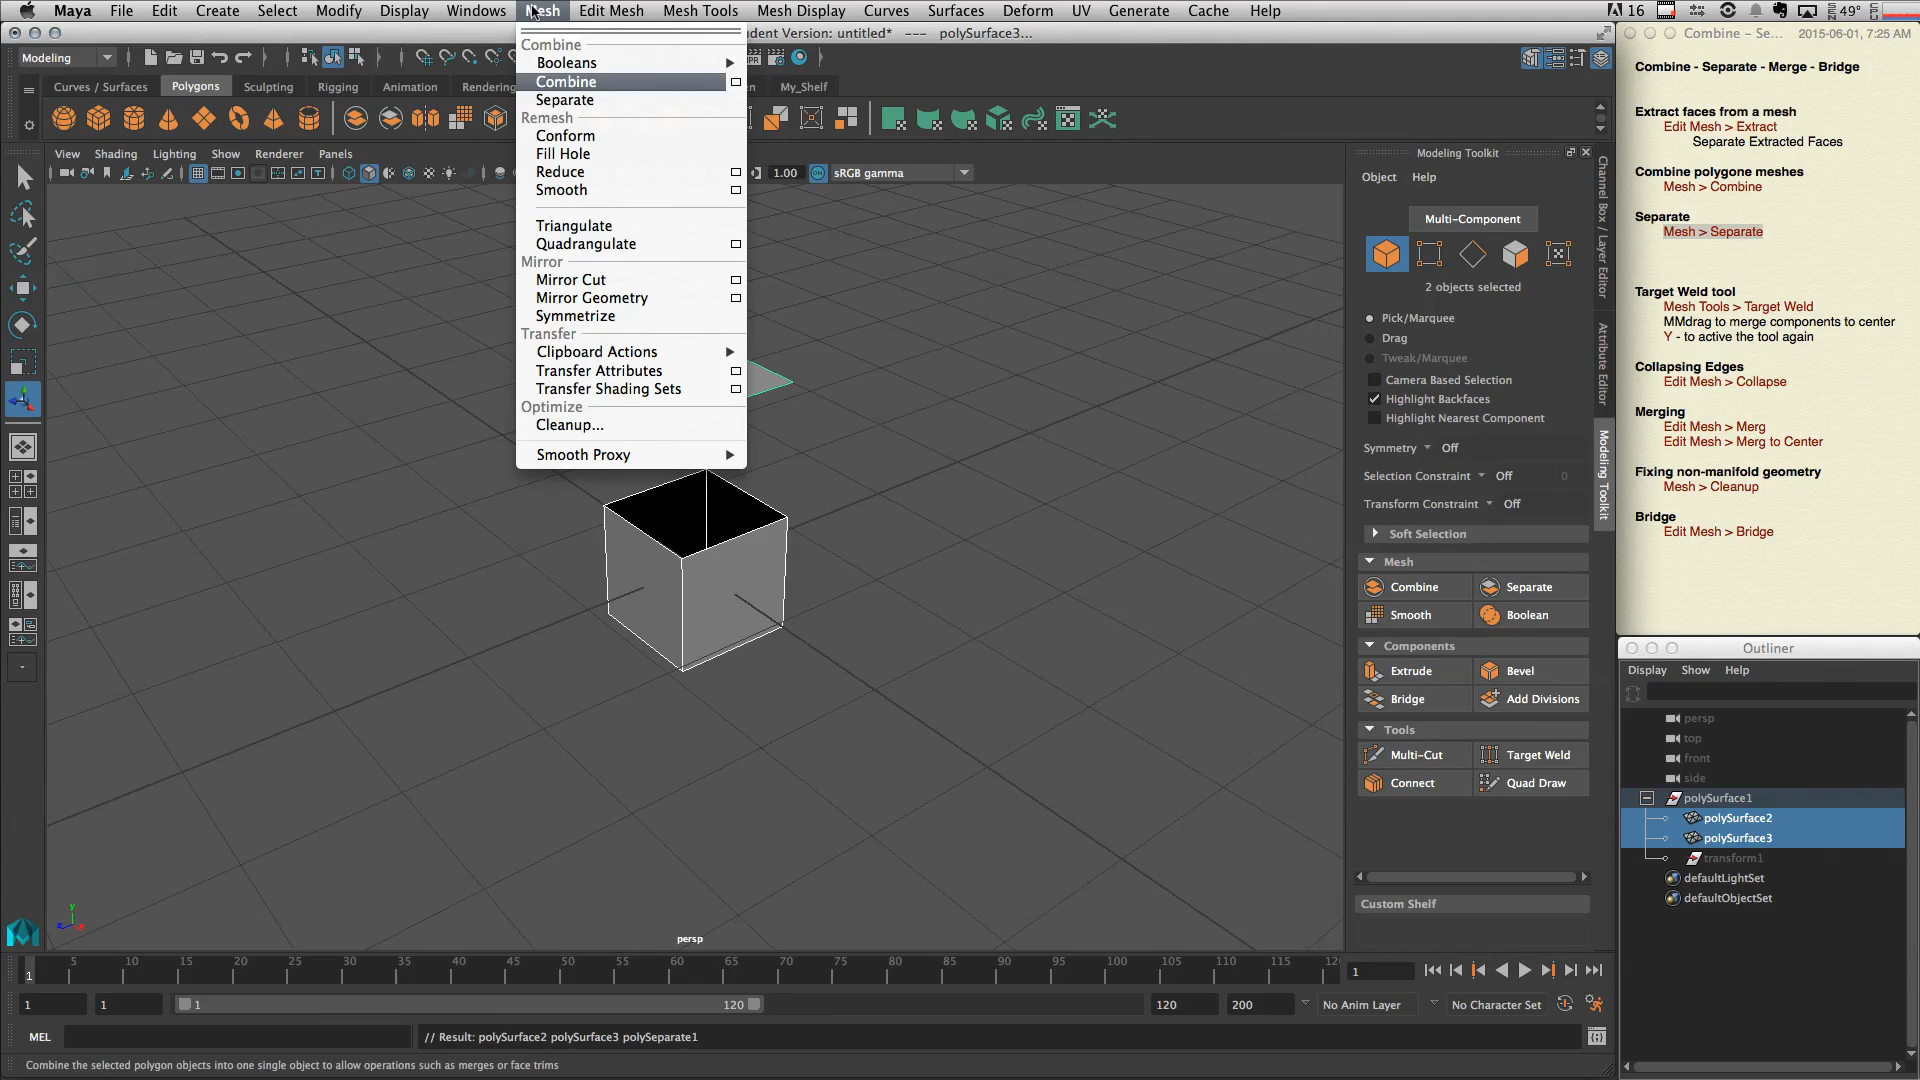 Maya File Edit Create Select Modify Display Windows Mesh Edit Mesh Mesh Tools Mesh Display Curves Surfaces Deform UV Generate Cache Help 16 49°
dent Version: untitled* --- polySurface3...
Modeling
Curves / Surfaces Polygons Sculpting Rigging Animation Rendering My_Shelf
View Shading Lighting Show Renderer Panels
1.00 sRGB gamma
Combine
Booleans
Combine
Separate
Remesh
Conform
Fill Hole
Reduce
Smooth
Triangulate
Quadrangulate
Mirror
Mirror Cut
Mirror Geometry
Symmetrize
Transfer
Clipboard Actions
Transfer Attributes
Transfer Shading Sets
Optimize
Cleanup...
Smooth Proxy
persp
Modeling Toolkit
Object Help
Multi-Component
2 objects selected
Pick/Marquee
Drag
Tweak/Marquee
Camera Based Selection
Highlight Backfaces
Highlight Nearest Component
Symmetry Off
Selection Constraint Off 0
Transform Constraint Off
Soft Selection
Mesh
Combine Separate
Smooth Boolean
Components
Extrude Bevel
Bridge Add Divisions
Tools
Multi-Cut Target Weld
Connect Quad Draw
Custom Shelf
Channel Box / Layer Editor
Attribute Editor
Modeling Toolkit
Combine – Se... 2015-06-01, 7:25 AM
Combine - Separate - Merge - Bridge
Extract faces from a mesh
Edit Mesh > Extract
Separate Extracted Faces
Combine polygone meshes
Mesh > Combine
Separate
Mesh > Separate
Target Weld tool
Mesh Tools > Target Weld
MMdrag to merge components to center
Y - to active the tool again
Collapsing Edges
Edit Mesh > Collapse
Merging
Edit Mesh > Merg
Edit Mesh > Merg to Center
Fixing non-manifold geometry
Mesh > Cleanup
Bridge
Edit Mesh > Bridge
Outliner
Display Show Help
persp
top
front
side
polySurface1
polySurface2
polySurface3
transform1
defaultLightSet
defaultObjectSet
1 5 10 15 20 25 30 35 40 45 50 55 60 65 70 75 80 85 90 95 100 105 110 115 12
1
1 1 1 120 120 200 No Anim Layer No Character Set
MEL // Result: polySurface2 polySurface3 polySeparate1
Combine the selected polygon objects into one single object to allow operations such as merges or face trims